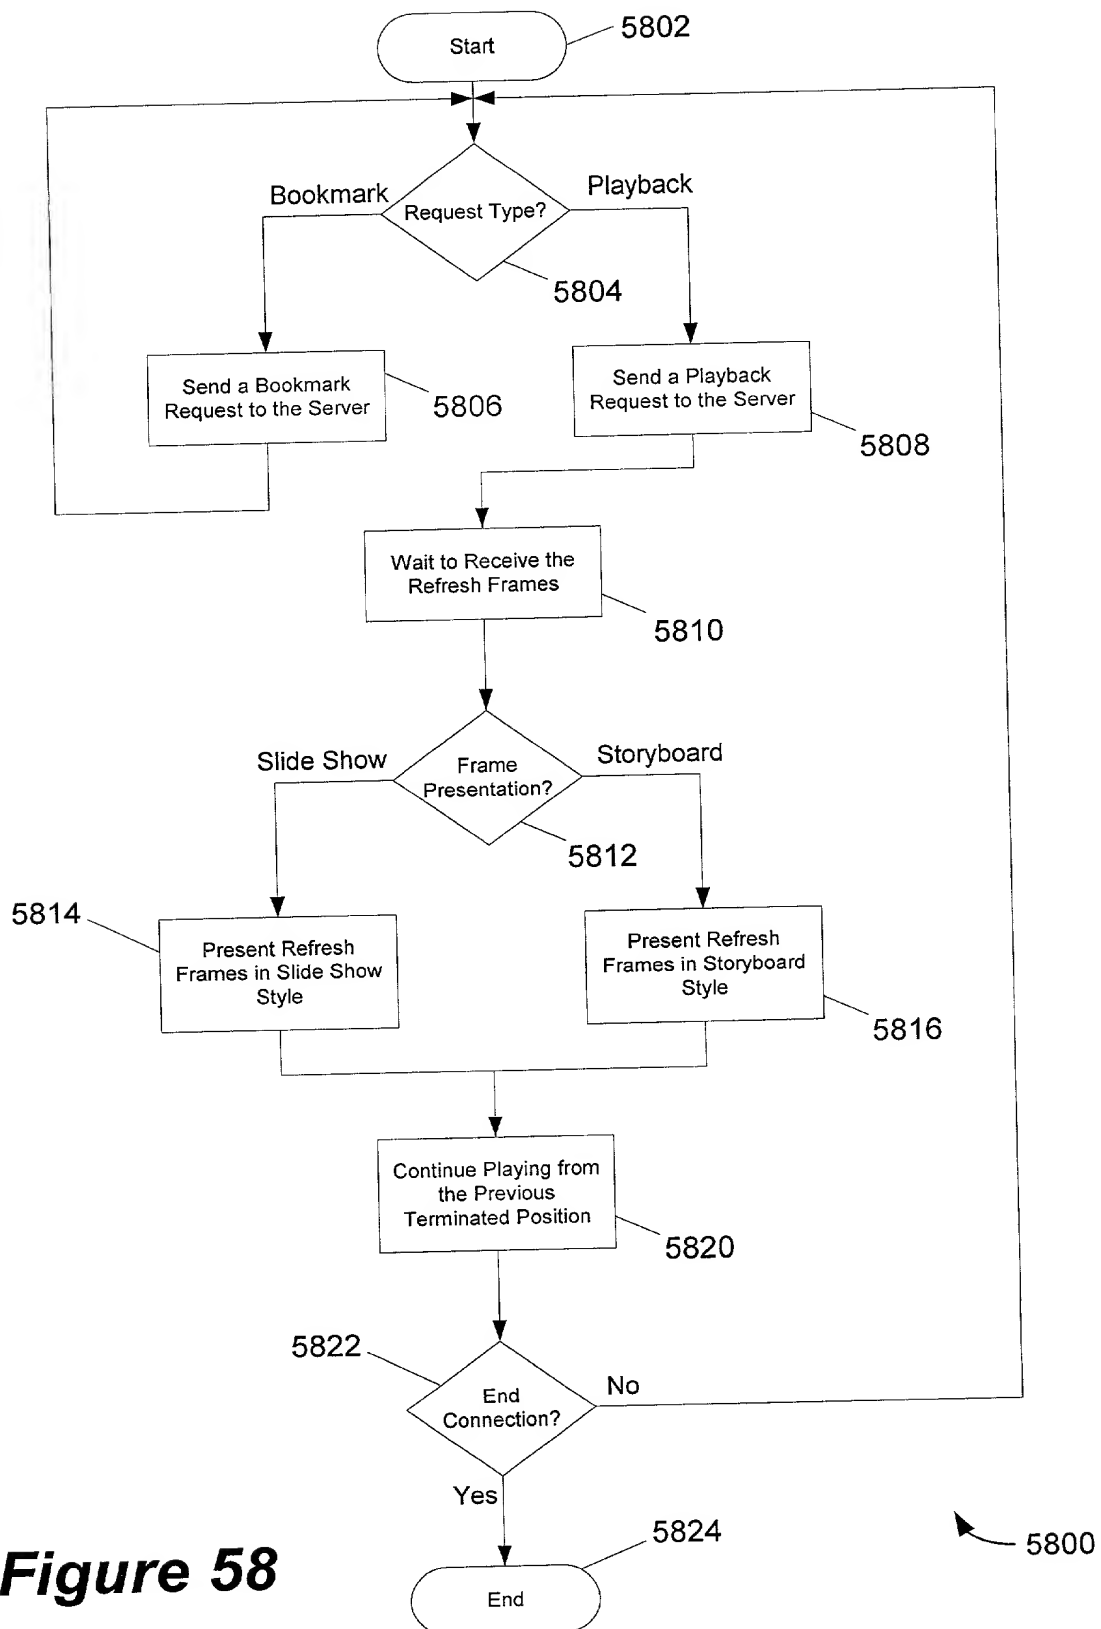 Start
5802
Bookmark
Playback
Request Type?
5804
Send a Bookmark
Request to the Server
5806
Send a Playback
Request to the Server
5808
Wait to Receive the
Refresh Frames
5810
Slide Show
Storyboard
Frame
Presentation?
5812
5814
Present Refresh
Frames in Slide Show
Style
Present Refresh
Frames in Storyboard
Style
5816
Continue Playing from
the Previous
Terminated Position
5820
5822
End
Connection?
No
Yes
5824
End
5800
Figure 58